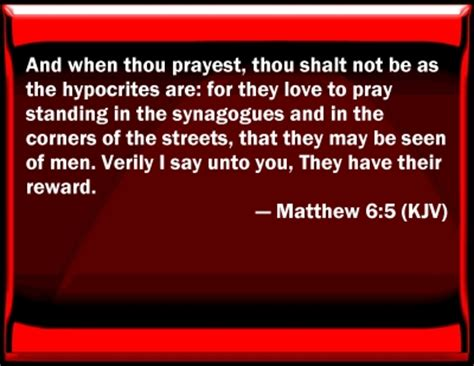 And when thou prayest, thou shalt not be as
the hypocrites are: for they love to pray
standing in the synagogues and in the
corners of the streets, that they may be seen
of men. Verily I say unto you, They have their
reward.
— Matthew 6:5 (KJV)